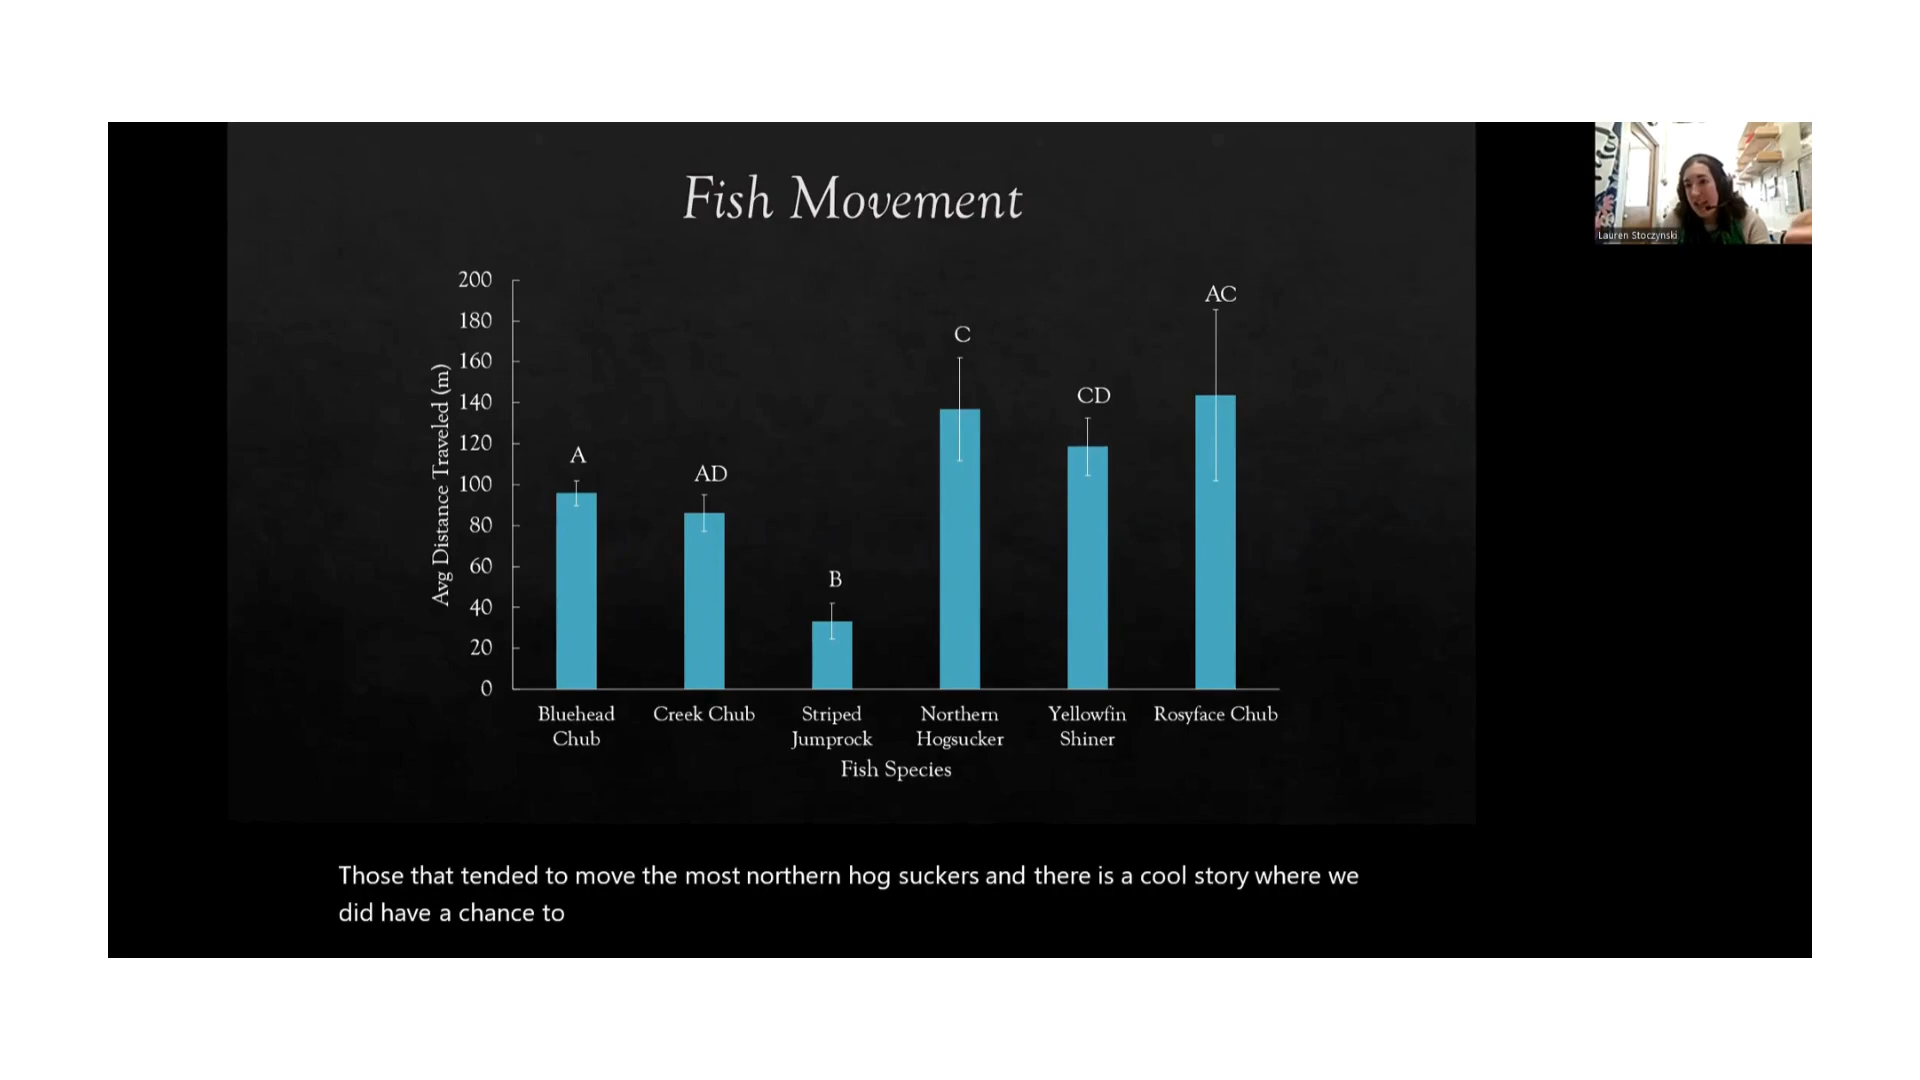 Fish Movement
Lauren Stoczynski
200
180
160
140
120
100
80
60
40
20
0
Avg Distance Traveled (m)
A
AD
B
C
CD
AC
Bluehead
Chub
Creek Chub
Striped
Jumprock
Northern
Hogsucker
Yellowfin
Shiner
Rosyface Chub
Fish Species
Those that tended to move the most northern hog suckers and there is a cool story where we
did have a chance to